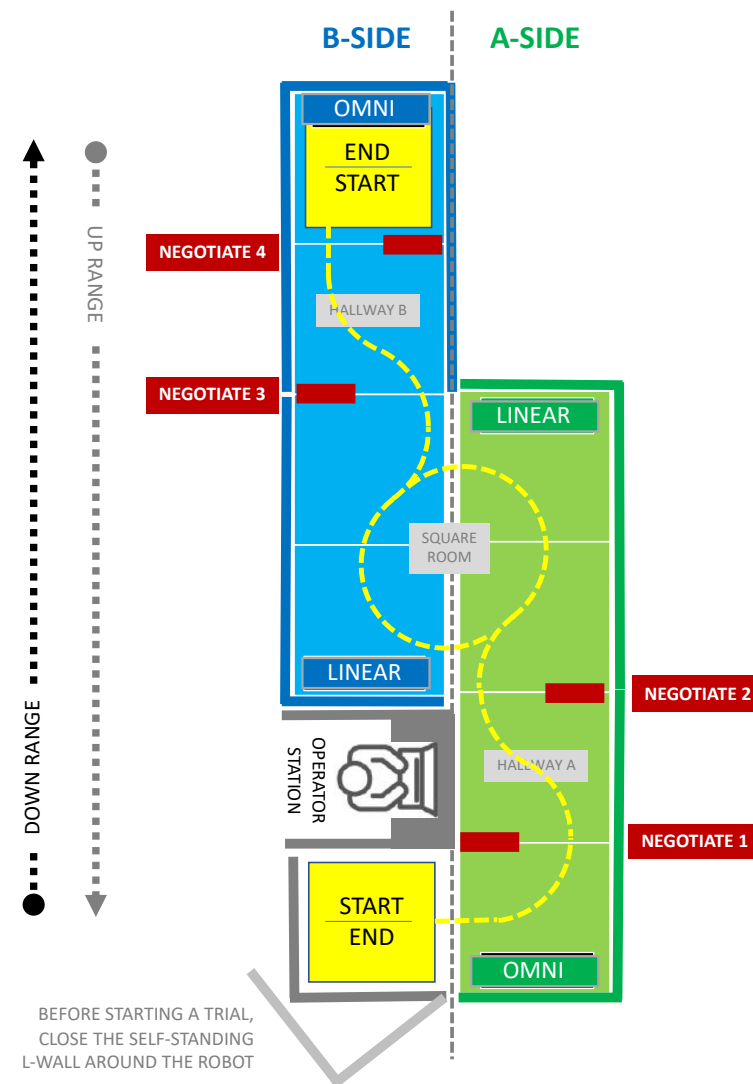 B-SIDE
A-SIDE
OMNI
END
START
NEGOTIATE 4
UP RANGE
HALLWAY B
NEGOTIATE 3
LINEAR
SQUARE
ROOM
LINEAR
NEGOTIATE 2
DOWN RANGE
OPERATOR
STATION
HALLWAY A
NEGOTIATE 1
START
END
OMNI
BEFORE STARTING A TRIAL,
CLOSE THE SELF-STANDING
L-WALL AROUND THE ROBOT